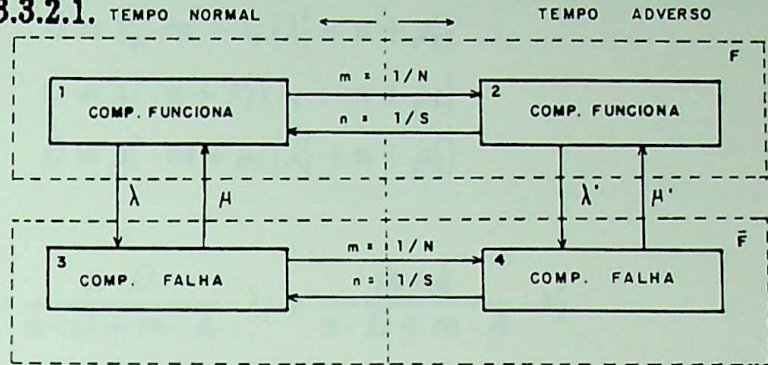 3.3.2.1. TEMPO NORMAL TEMPO ADVERSO
F
1 m = 1/N 2
COMP. FUNCIONA COMP. FUNCIONA
n = 1/S
λ μ λ' μ'
F̅
3 m = 1/N 4
COMP. FALHA COMP. FALHA
n = 1/S